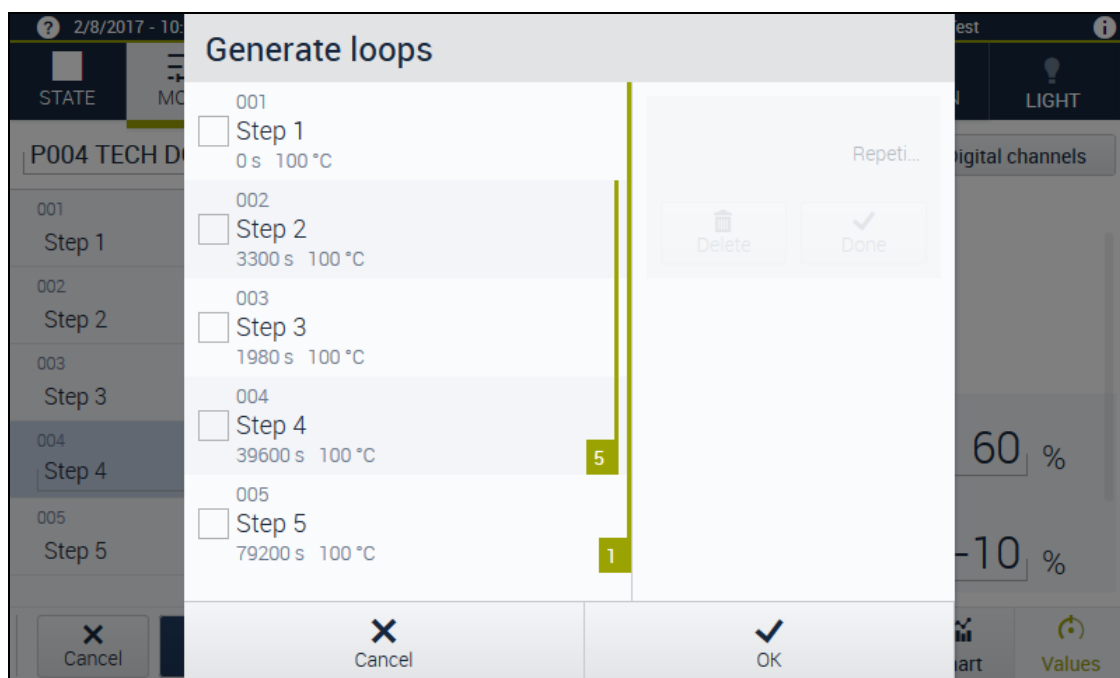 ? 2/8/2017 - 10: est i
STATE MO N LIGHT
P004 TECH D Digital channels
001
Step 1
002
Step 2
003
Step 3
004
Step 4
005
Step 5
Cancel
Generate loops
001
Step 1
0 s 100 °C
002
Step 2
3300 s 100 °C
003
Step 3
1980 s 100 °C
004
Step 4
39600 s 100 °C
5
005
Step 5
79200 s 100 °C
1
Repeti...
Delete Done
Cancel OK
60 %
-10 %
art Values